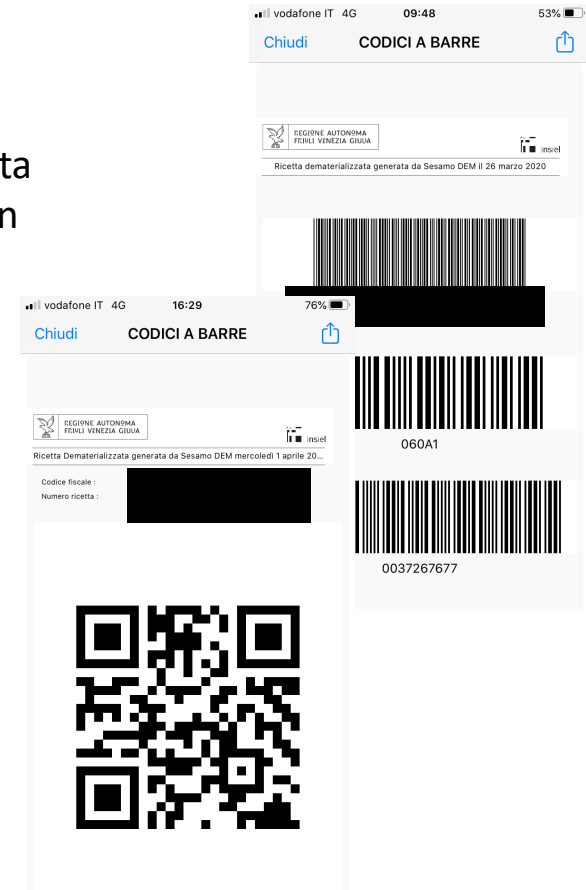 ta
n
vodafone IT 4G 09:48 53%
Chiudi CODICI A BARRE
REGIONE AUTONOMA
FRIULI VENEZIA GIULIA
insiel
Ricetta dematerializzata generata da Sesamo DEM il 26 marzo 2020
060A1
0037267677
vodafone IT 4G 16:29 76%
Chiudi CODICI A BARRE
REGIONE AUTONOMA
FRIULI VENEZIA GIULIA
insiel
Ricetta Dematerializzata generata da Sesamo DEM mercoledì 1 aprile 20...
Codice fiscale :
Numero ricetta :